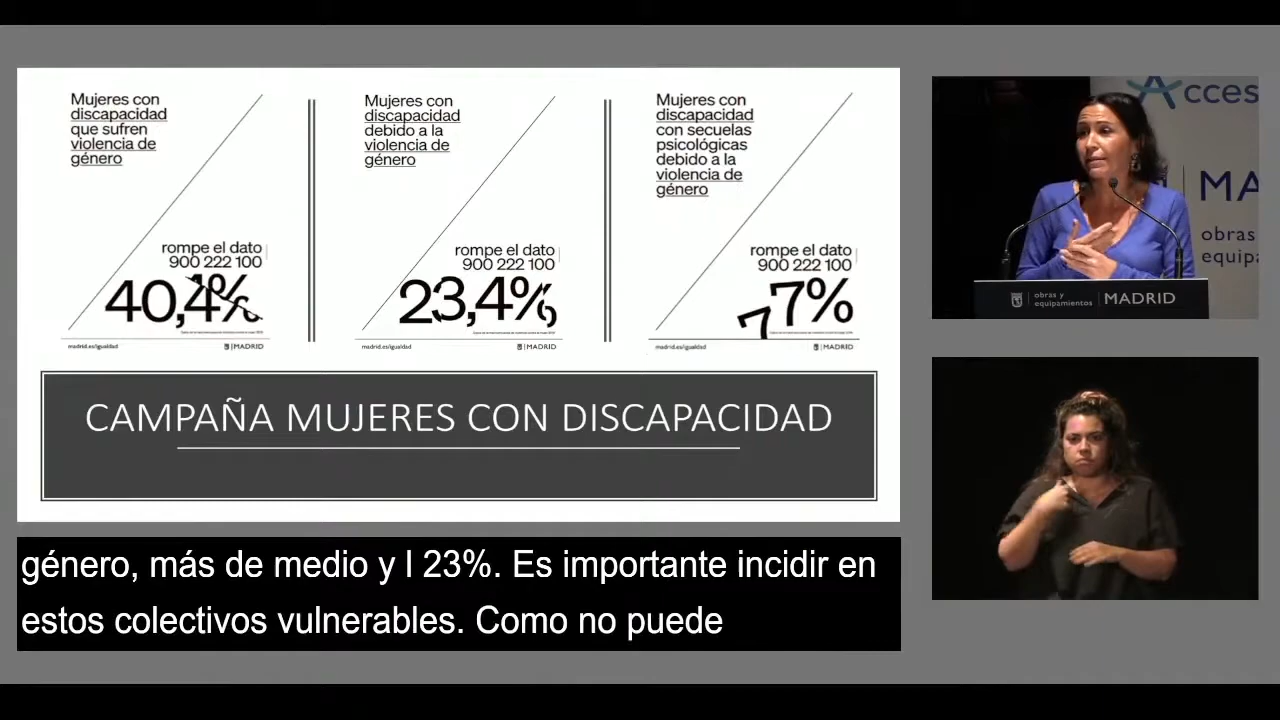 Mujeres con
discapacidad
que sufren
violencia de
género
rompe el dato
900 222 100
40,4%
madrid.es/igualdad
MADRID
Mujeres con
discapacidad
debido a la
violencia de
género
rompe el dato
900 222 100
23,4%
madrid.es/igualdad
MADRID
Mujeres con
discapacidad
con secuelas
psicológicas
debido a la
violencia de
género
rompe el dato
900 222 100
77%
madrid.es/igualdad
MADRID
CAMPAÑA MUJERES CON DISCAPACIDAD
género, más de medio y l 23%. Es importante incidir en
estos colectivos vulnerables. Como no puede
Acces
MA
obras
equipa
obras y
equipamientos
MADRID